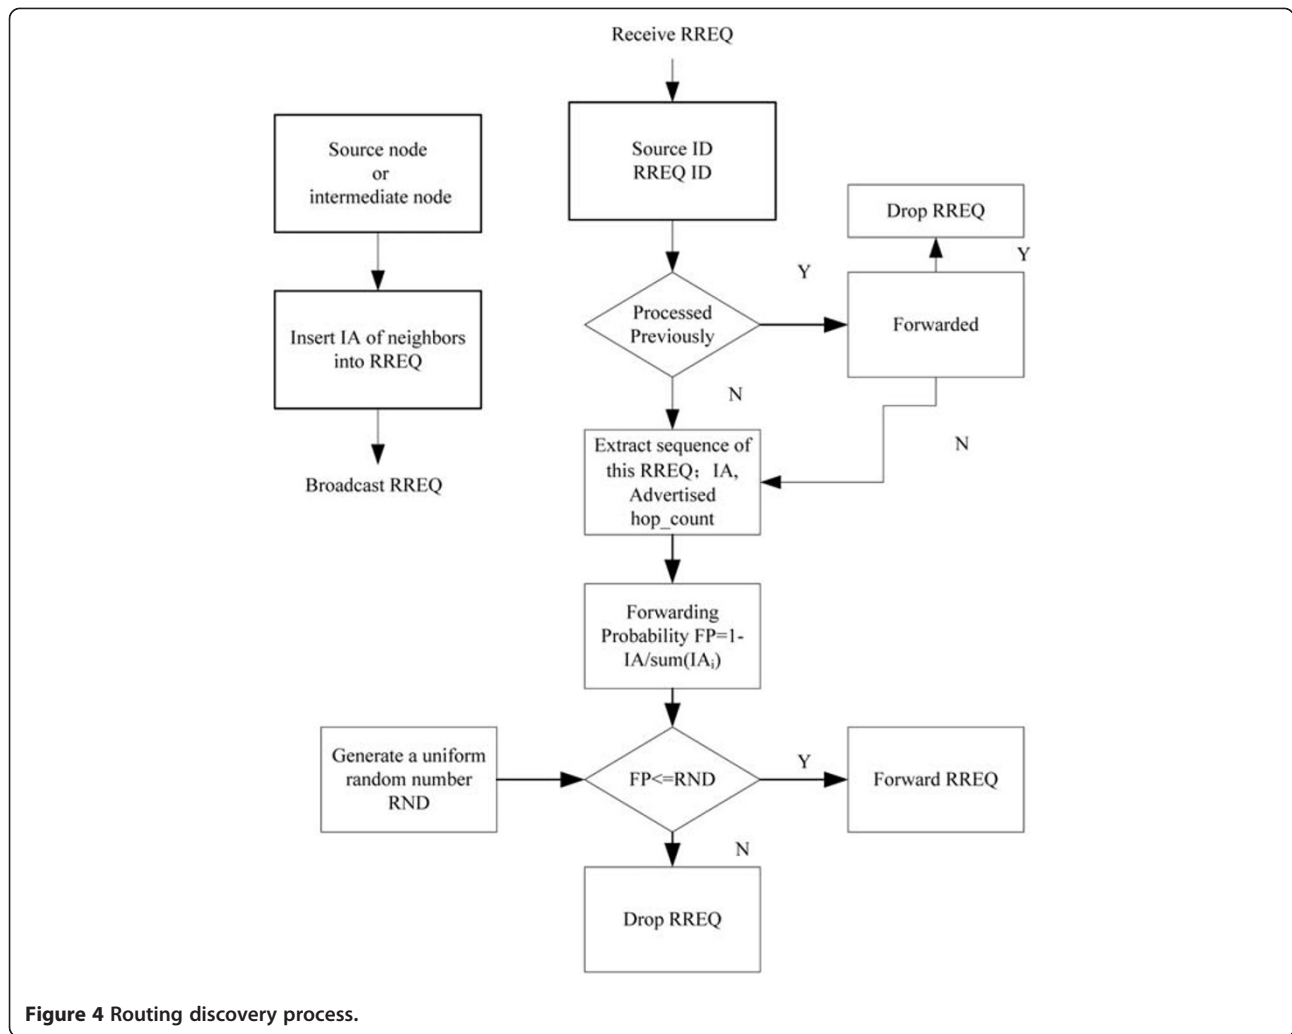 Receive RREQ
Source node
or
intermediate node
Insert IA of neighbors
into RREQ
Broadcast RREQ
Source ID
RREQ ID
Processed
Previously
Y
N
Forwarded
Y
Drop RREQ
N
Extract sequence of
this RREQ；IA,
Advertised
hop_count
Forwarding
Probability FP=1-
IA/sum(IAi)
Generate a uniform
random number
RND
FP<=RND
Y
Forward RREQ
N
Drop RREQ
Figure 4 Routing discovery process.